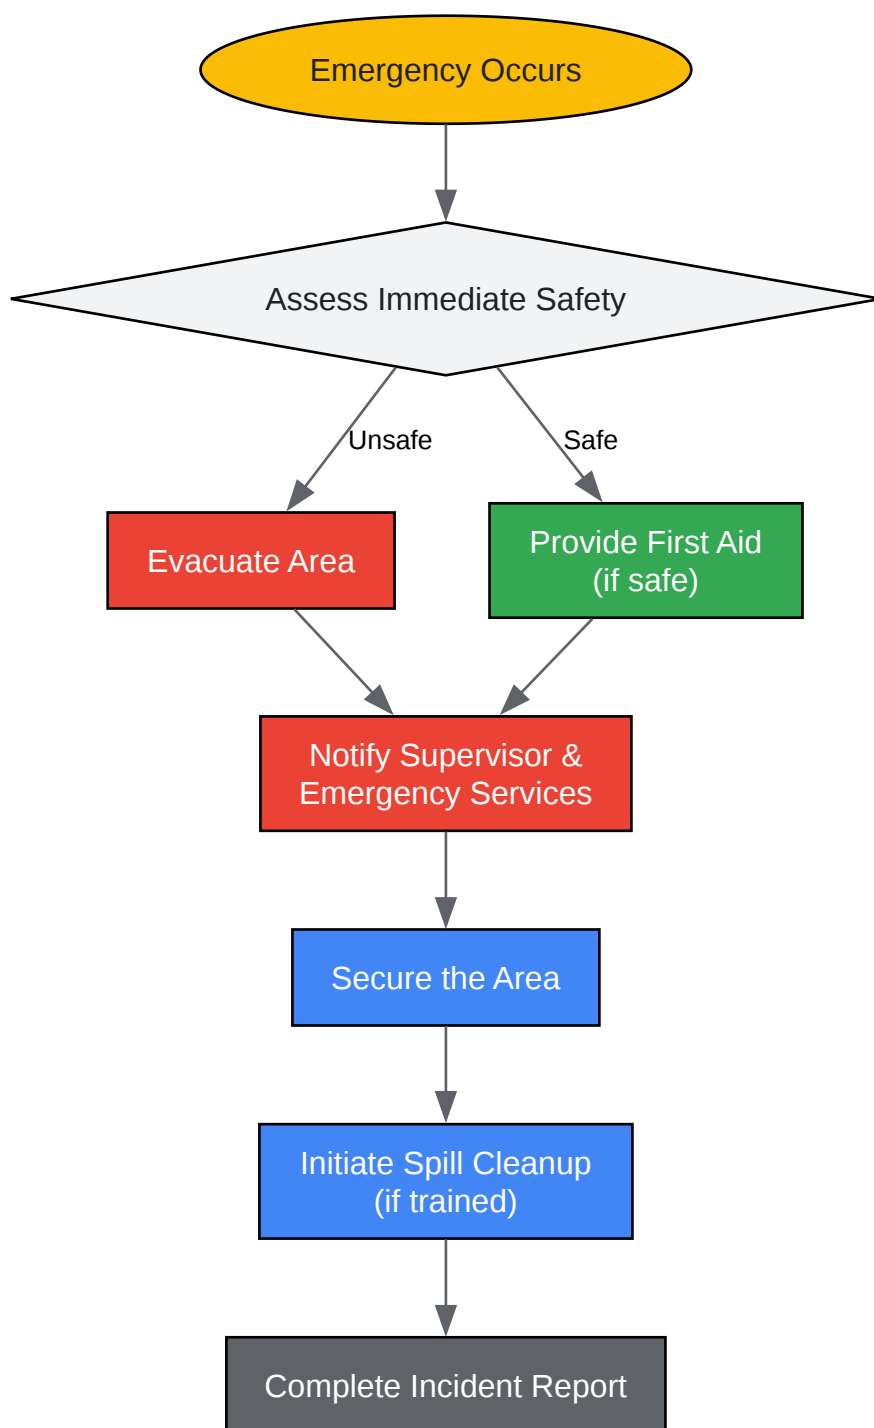 Emergency Occurs
Assess Immediate Safety
Unsafe
Safe
Evacuate Area
Provide First Aid
(if safe)
Notify Supervisor &
Emergency Services
Secure the Area
Initiate Spill Cleanup
(if trained)
Complete Incident Report